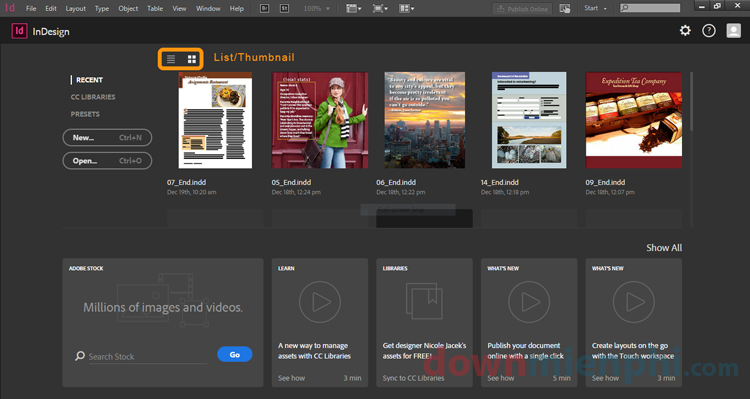 Id File Edit Layout Type Object Table View Window Help Br St 100% Publish Online Start
Id InDesign
List/Thumbnail
RECENT
CC LIBRARIES
PRESETS
New... Ctrl+N
Open... Ctrl+O
Expedition Tea Company
07_End.indd
Dec 19th, 10:20 am
05_End.indd
Dec 18th, 12:24 pm
06_End.indd
Dec 18th, 12:22 pm
14_End.indd
Dec 18th, 12:18 pm
09_End.indd
Dec 18th, 12:07 pm
Show All
ADOBE STOCK
Millions of images and videos.
Search Stock
Go
LEARN
A new way to manage
assets with CC Libraries
See how 3 min
LIBRARIES
Get designer Nicole Jacek's
assets for FREE!
Sync to CC Libraries
WHAT'S NEW
Publish your document
online with a single click
See how 5 min
WHAT'S NEW
Create layouts on the go
with the Touch workspace
See how 3 min
downmienphi.com